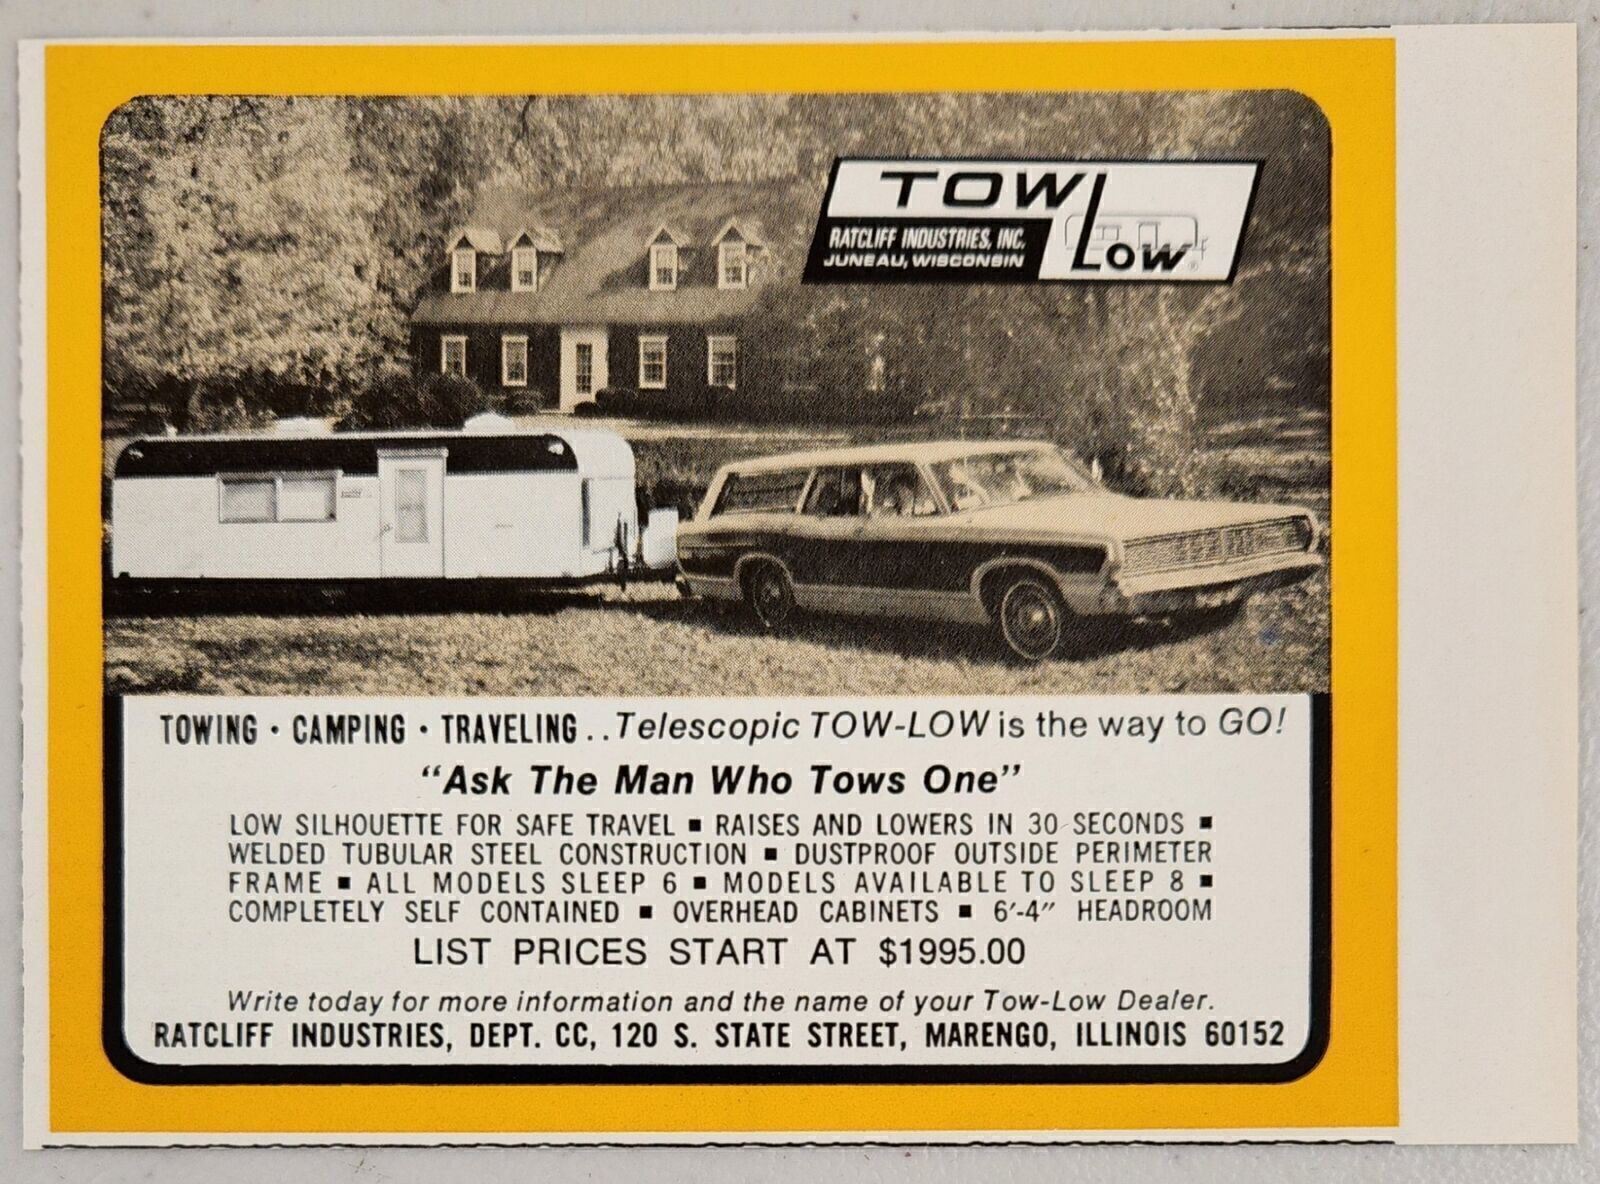 TOW
LOW®
RATCLIFF INDUSTRIES, INC.
JUNEAU, WISCONSIN
TOWING · CAMPING · TRAVELING.. Telescopic TOW-LOW is the way to GO!
“Ask The Man Who Tows One”
LOW SILHOUETTE FOR SAFE TRAVEL ■ RAISES AND LOWERS IN 30 SECONDS ■
WELDED TUBULAR STEEL CONSTRUCTION ■ DUSTPROOF OUTSIDE PERIMETER
FRAME ■ ALL MODELS SLEEP 6 ■ MODELS AVAILABLE TO SLEEP 8 ■
COMPLETELY SELF CONTAINED ■ OVERHEAD CABINETS ■ 6′-4″ HEADROOM
LIST PRICES START AT $1995.00
Write today for more information and the name of your Tow-Low Dealer.
RATCLIFF INDUSTRIES, DEPT. CC, 120 S. STATE STREET, MARENGO, ILLINOIS 60152